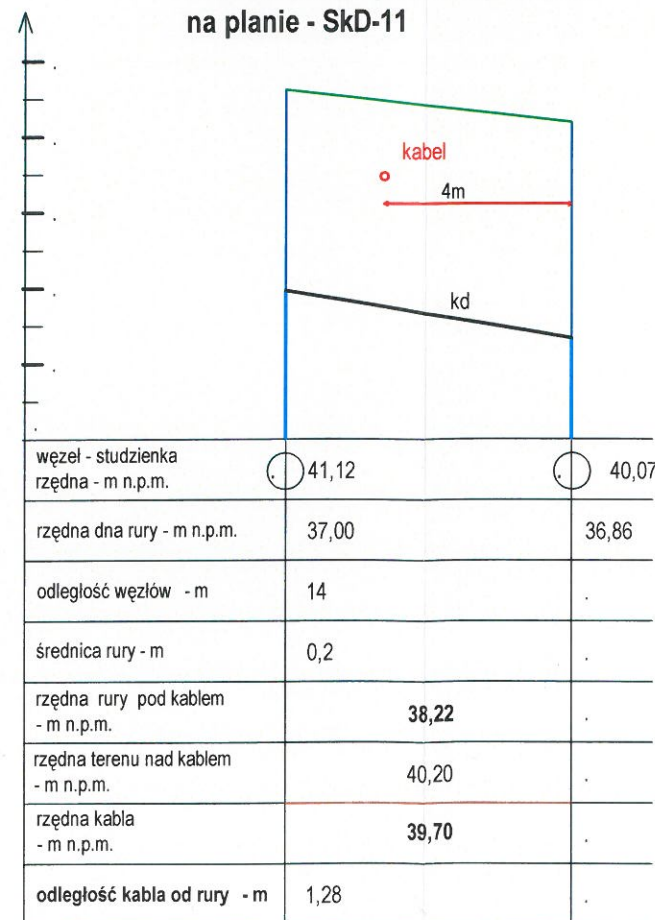 na planie - SkD-11
kabel
4m
kd
węzeł - studzienka
rzędna - m n.p.m.
41,12
40,07
rzędna dna rury - m n.p.m.
37,00
36,86
odległość węzłów - m
14
średnica rury - m
0,2
rzędna rury pod kablem
- m n.p.m.
38,22
rzędna terenu nad kablem
- m n.p.m.
40,20
rzędna kabla
- m n.p.m.
39,70
odległość kabla od rury - m
1,28